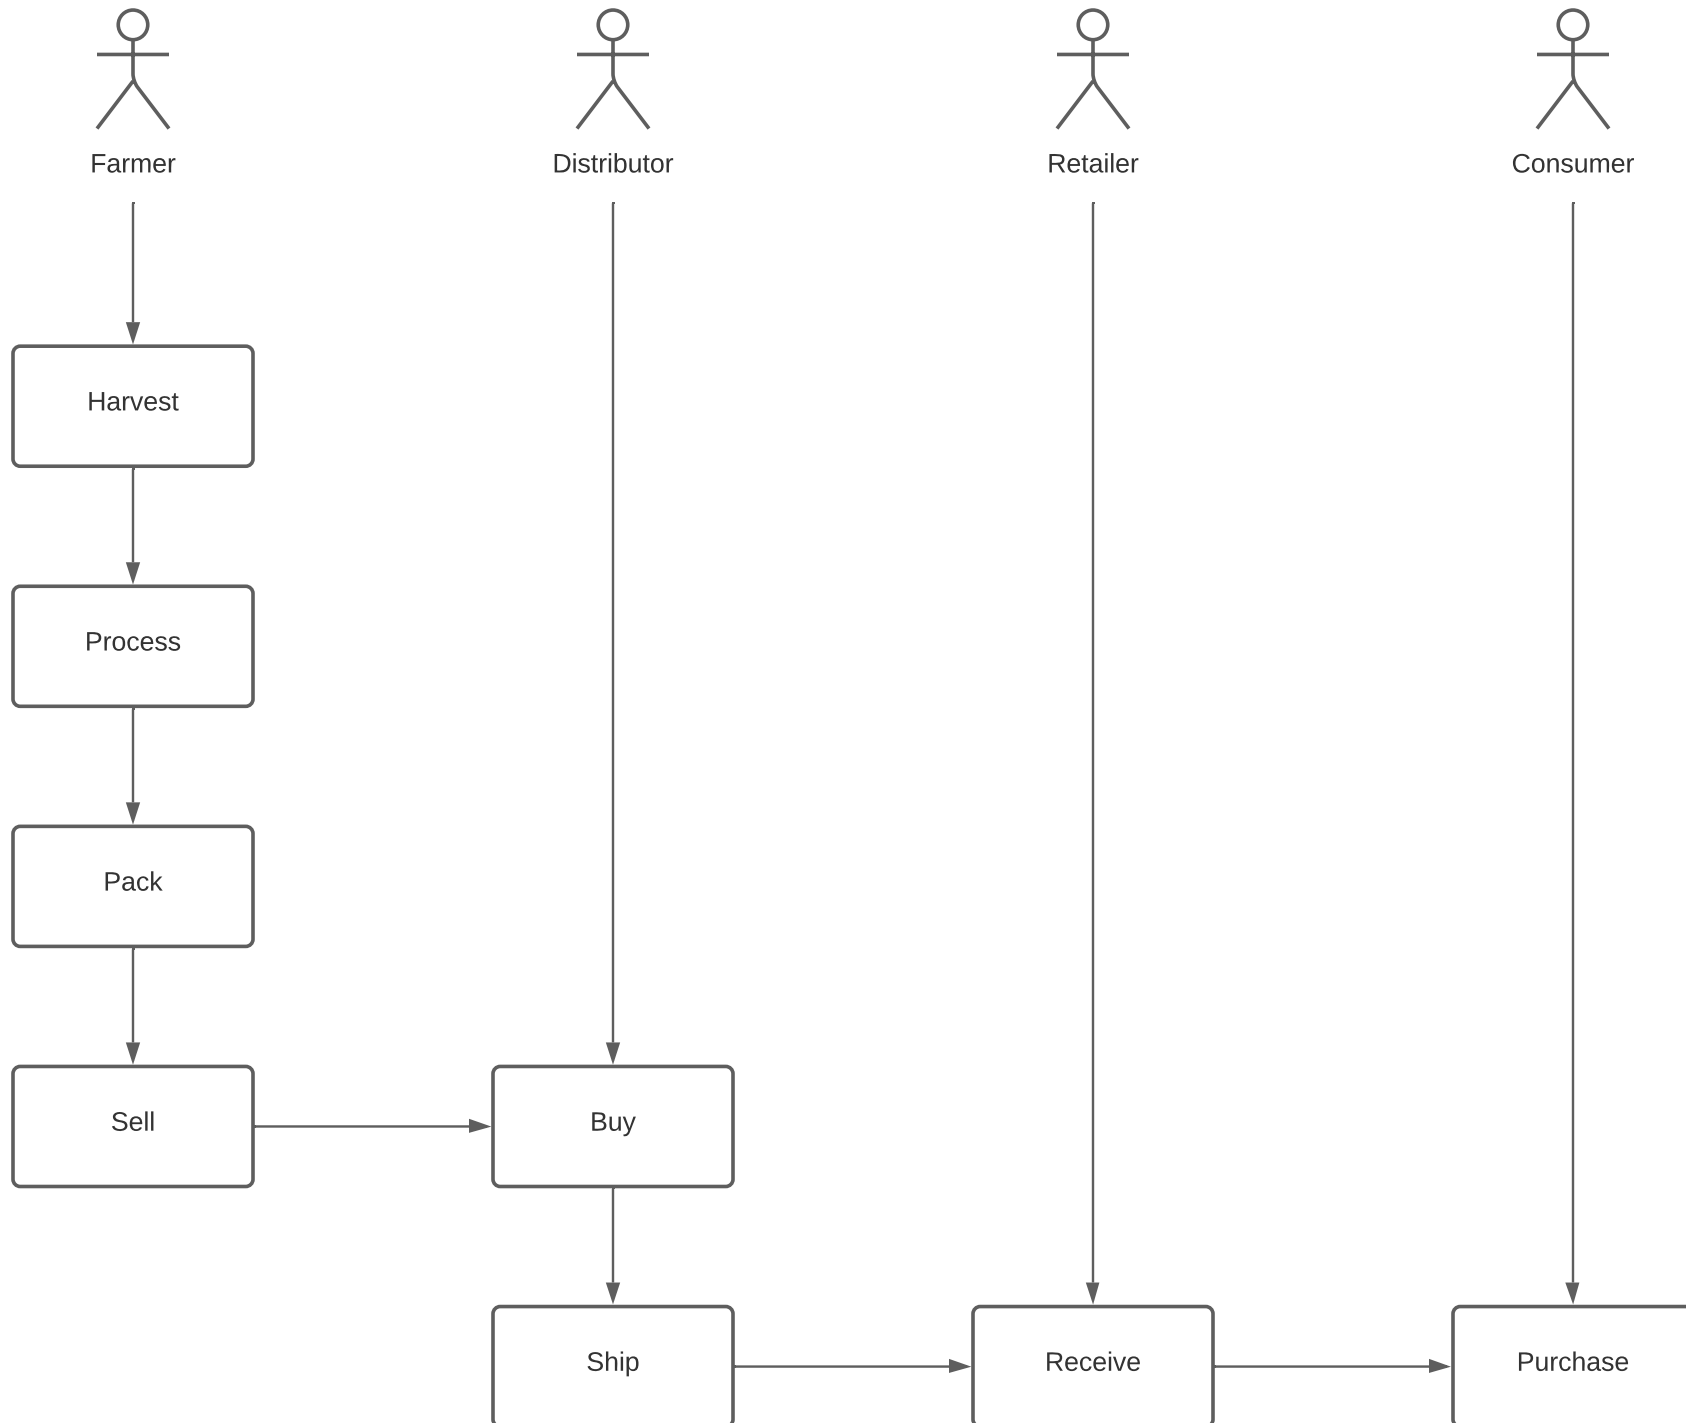 Farmer
Distributor
Retailer
Consumer
Harvest
Process
Pack
Sell
Buy
Ship
Receive
Purchase